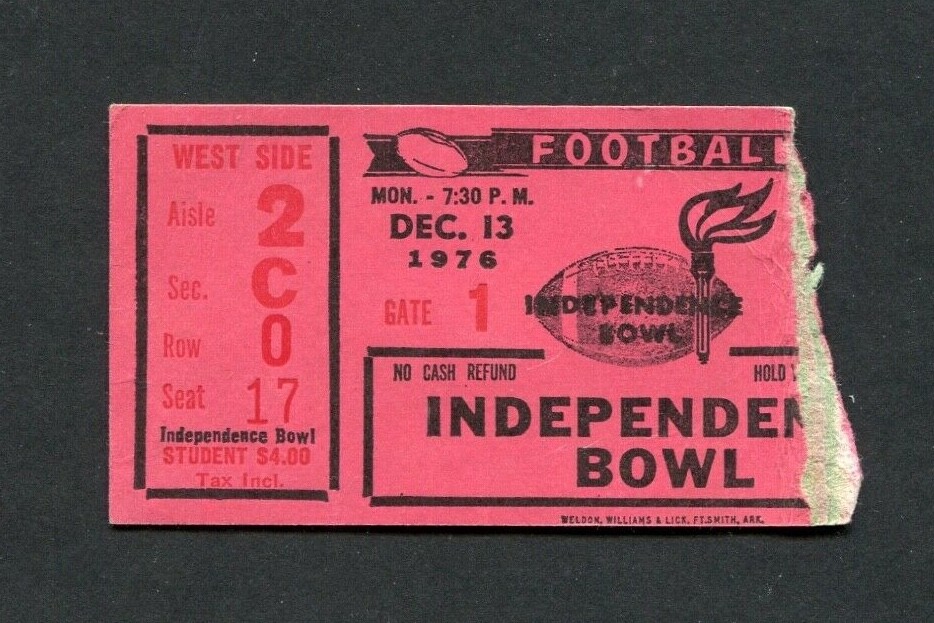 WEST SIDE
Aisle 2
Sec. C
Row O
Seat 17
Independence Bowl
STUDENT $4.00
Tax Incl.
FOOTBALL
MON. - 7:30 P. M.
DEC. 13
1976
GATE 1
INDEPENDENCE
BOWL
NO CASH REFUND HOLD
INDEPENDEN
BOWL
WELDON, WILLIAMS & LICK, FT. SMITH, ARK.